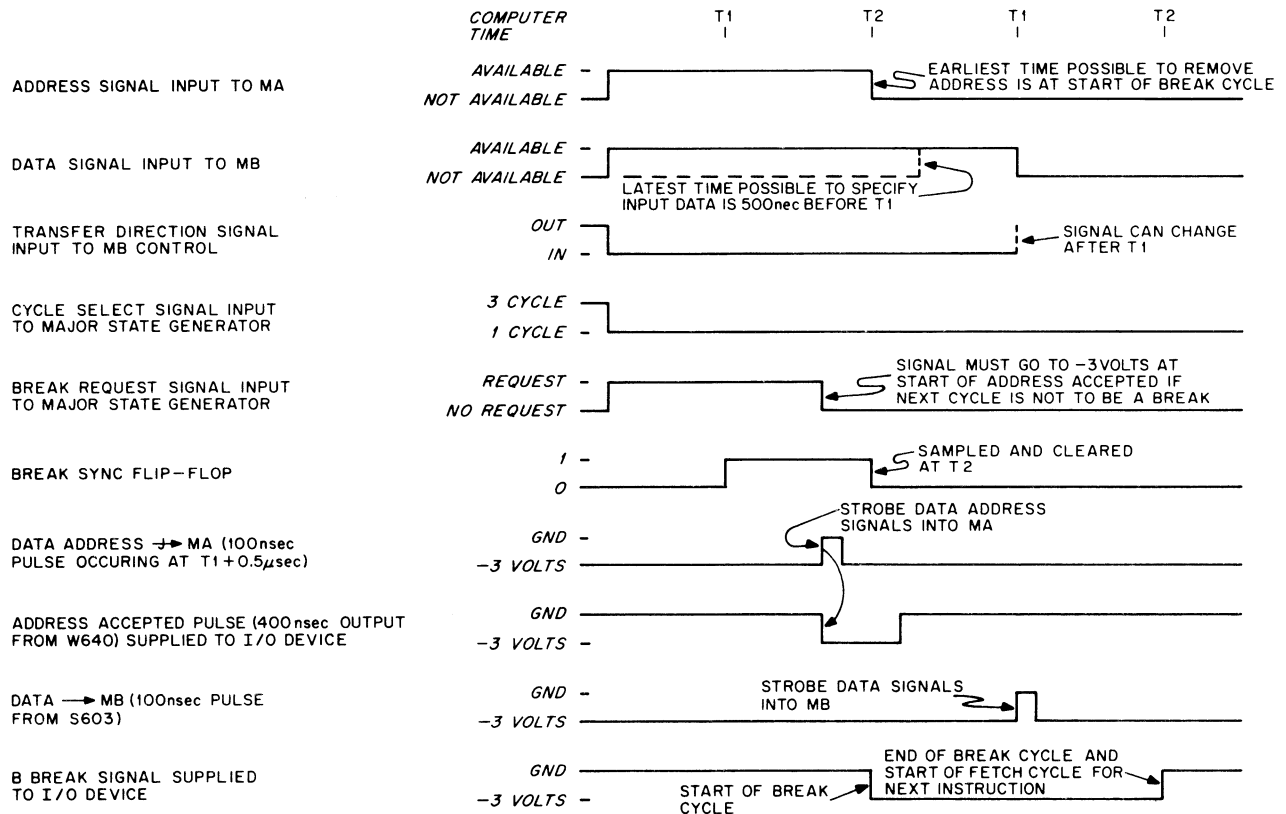 COMPUTER TIME T1 T2 T1 T2
ADDRESS SIGNAL INPUT TO MA
AVAILABLE
NOT AVAILABLE
EARLIEST TIME POSSIBLE TO REMOVE
ADDRESS IS AT START OF BREAK CYCLE
DATA SIGNAL INPUT TO MB
AVAILABLE
NOT AVAILABLE
LATEST TIME POSSIBLE TO SPECIFY
INPUT DATA IS 500nec BEFORE T1
TRANSFER DIRECTION SIGNAL
INPUT TO MB CONTROL
OUT
IN
SIGNAL CAN CHANGE
AFTER T1
CYCLE SELECT SIGNAL INPUT
TO MAJOR STATE GENERATOR
3 CYCLE
1 CYCLE
BREAK REQUEST SIGNAL INPUT
TO MAJOR STATE GENERATOR
REQUEST
NO REQUEST
SIGNAL MUST GO TO -3VOLTS AT
START OF ADDRESS ACCEPTED IF
NEXT CYCLE IS NOT TO BE A BREAK
BREAK SYNC FLIP-FLOP
1
0
SAMPLED AND CLEARED
AT T2
DATA ADDRESS -J→ MA (100nsec
PULSE OCCURING AT T1+0.5μsec)
GND
-3 VOLTS
STROBE DATA ADDRESS
SIGNALS INTO MA
ADDRESS ACCEPTED PULSE (400nsec OUTPUT
FROM W640) SUPPLIED TO I/O DEVICE
GND
-3 VOLTS
DATA → MB (100nsec PULSE
FROM S603)
GND
-3 VOLTS
STROBE DATA SIGNALS
INTO MB
B BREAK SIGNAL SUPPLIED
TO I/O DEVICE
GND
-3 VOLTS
START OF BREAK
CYCLE
END OF BREAK CYCLE AND
START OF FETCH CYCLE FOR
NEXT INSTRUCTION